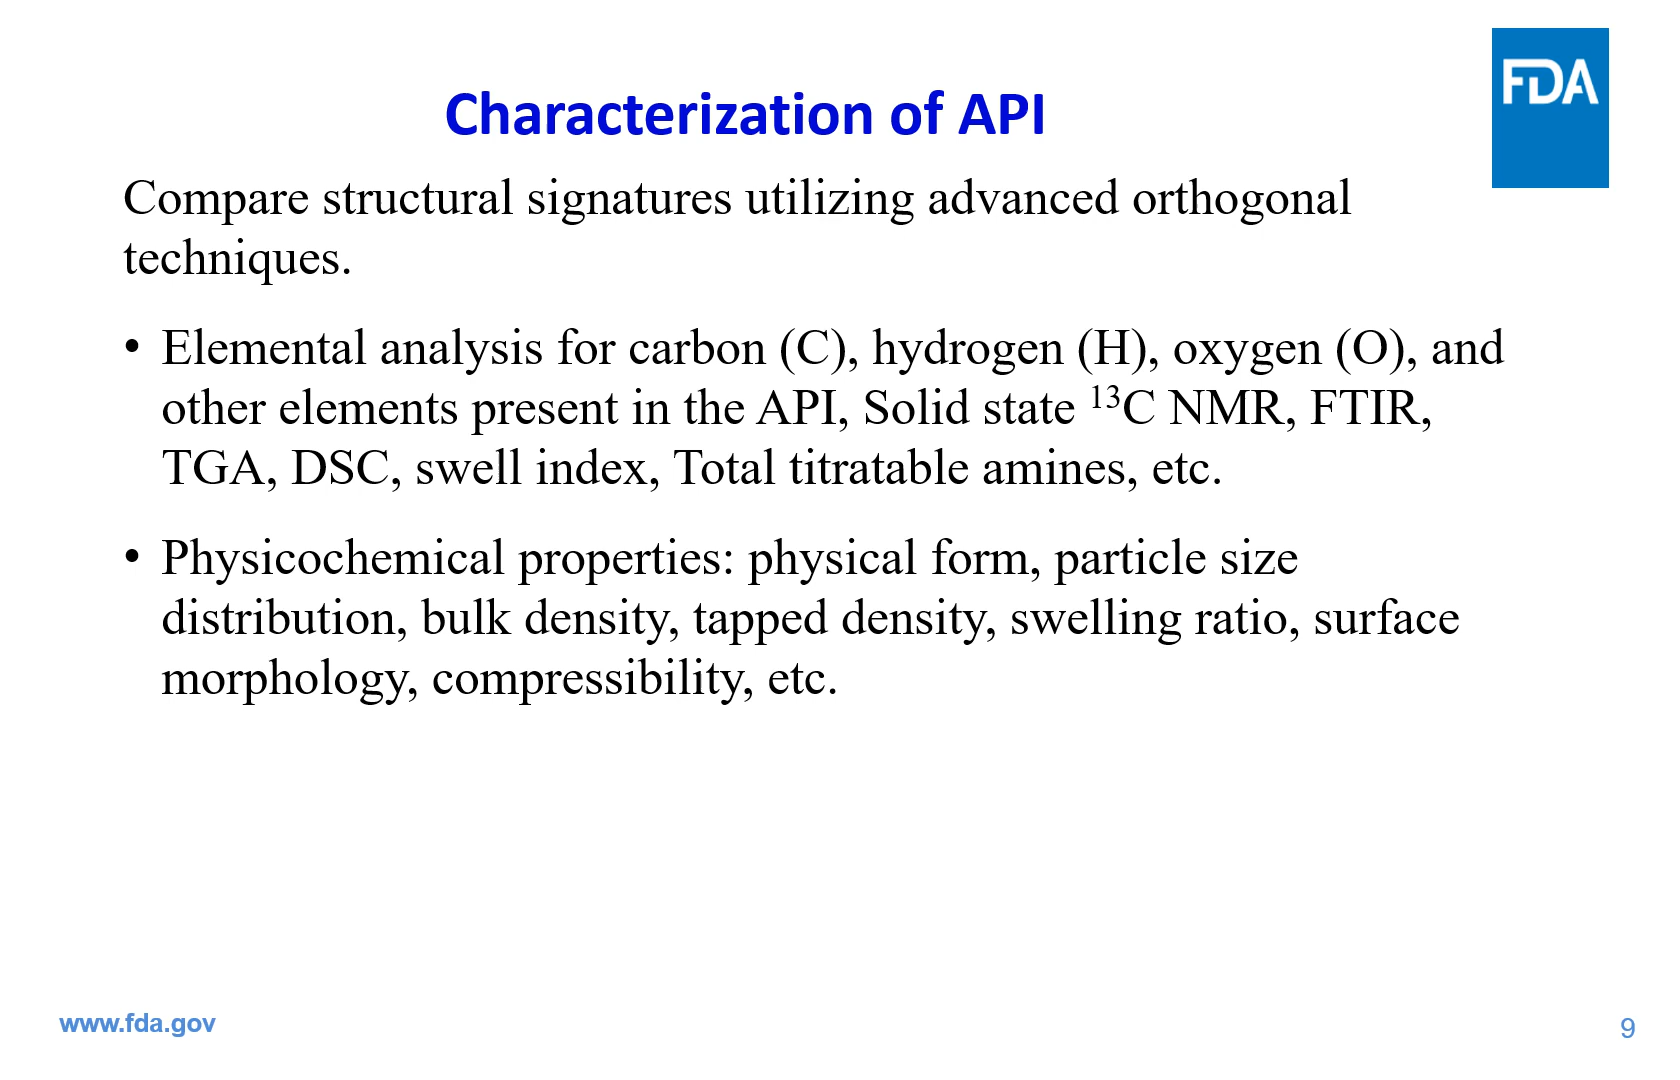 FDA
Characterization of API
Compare structural signatures utilizing advanced orthogonal
techniques.
• Elemental analysis for carbon (C), hydrogen (H), oxygen (O), and
other elements present in the API, Solid state ¹³C NMR, FTIR,
TGA, DSC, swell index, Total titratable amines, etc.
• Physicochemical properties: physical form, particle size
distribution, bulk density, tapped density, swelling ratio, surface
morphology, compressibility, etc.
www.fda.gov
9